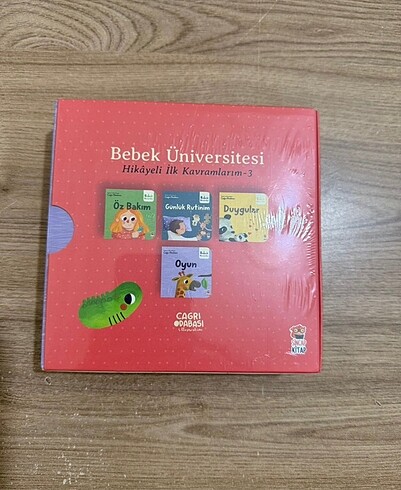 Bebek Üniversitesi
Hikâyeli İlk Kavramlarım-3
Öz Bakım
Günlük Rutinim
Duygular
Oyun
ÇAĞRI
ODABAŞI
KİTAP